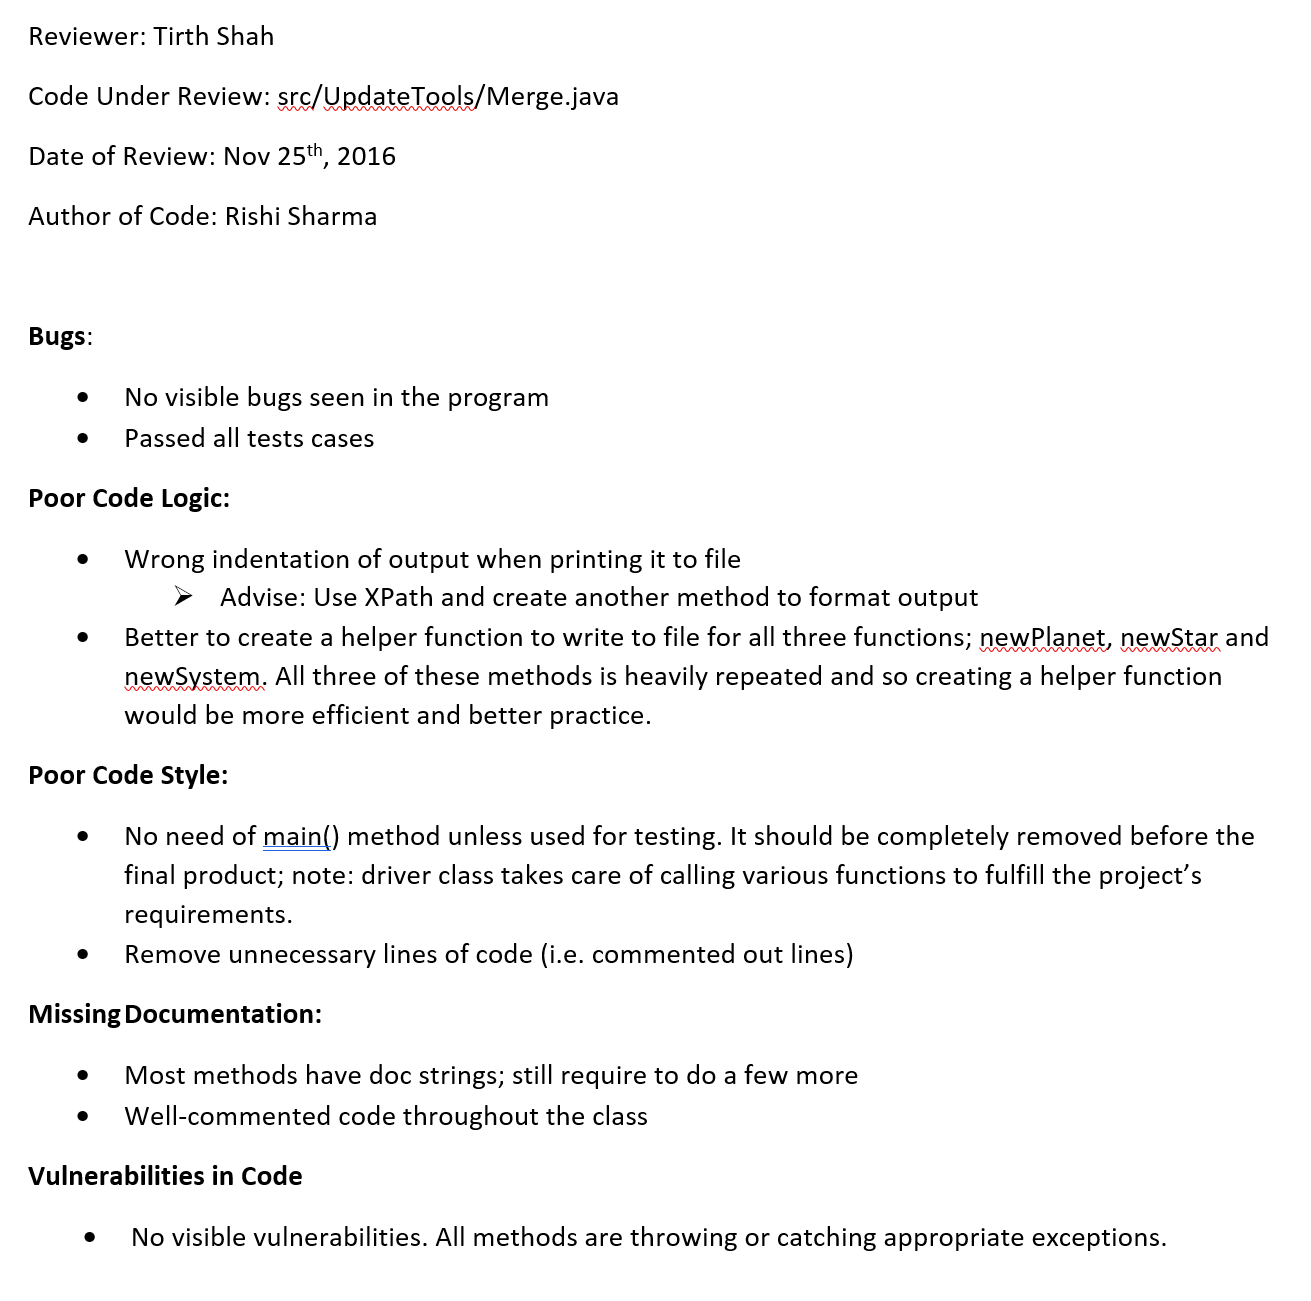 Reviewer: Tirth Shah
Code Under Review: src/UpdateTools/Merge.java
Date of Review: Nov 25th, 2016
Author of Code: Rishi Sharma
Bugs:
• No visible bugs seen in the program
• Passed all tests cases
Poor Code Logic:
• Wrong indentation of output when printing it to file
➢ Advise: Use XPath and create another method to format output
• Better to create a helper function to write to file for all three functions; newPlanet, newStar and
newSystem. All three of these methods is heavily repeated and so creating a helper function
would be more efficient and better practice.
Poor Code Style:
• No need of main() method unless used for testing. It should be completely removed before the
final product; note: driver class takes care of calling various functions to fulfill the project’s
requirements.
• Remove unnecessary lines of code (i.e. commented out lines)
Missing Documentation:
• Most methods have doc strings; still require to do a few more
• Well-commented code throughout the class
Vulnerabilities in Code
• No visible vulnerabilities. All methods are throwing or catching appropriate exceptions.